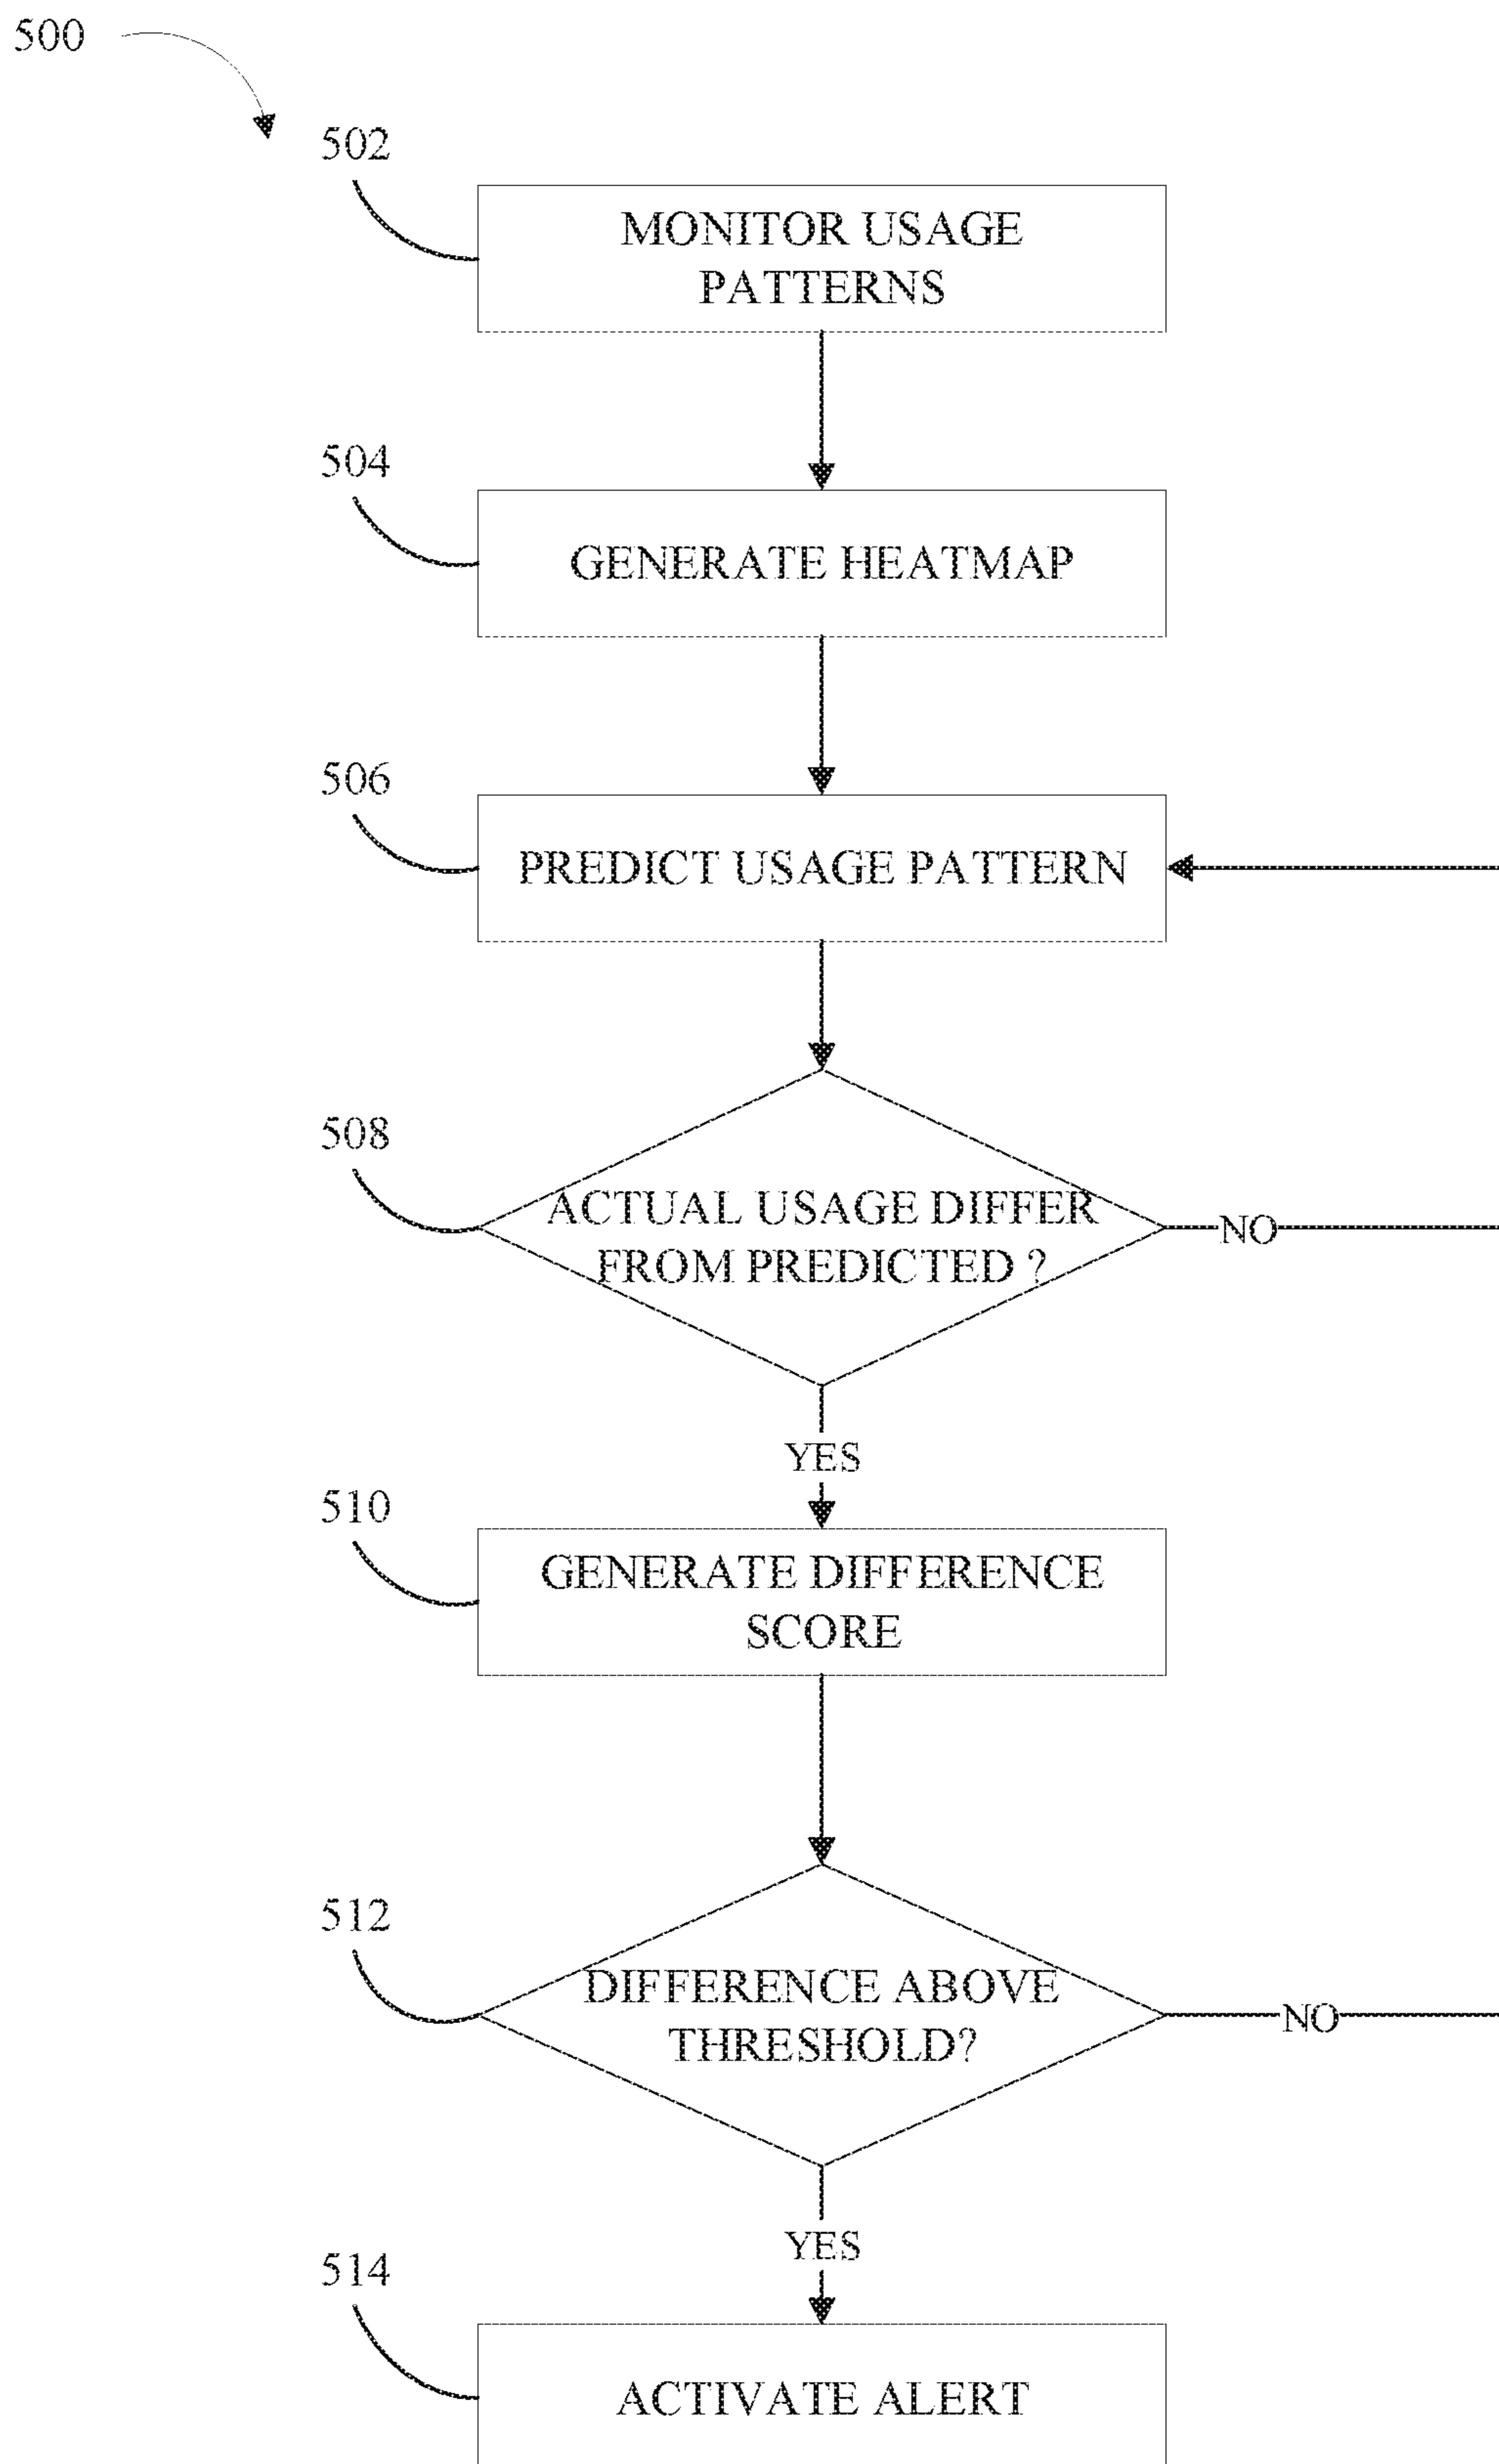 500
502
MONITOR USAGE
PATTERNS
504
GENERATE HEATMAP
506
PREDICT USAGE PATTERN
508
ACTUAL USAGE DIFFER
FROM PREDICTED ?
NO
YES
510
GENERATE DIFFERENCE
SCORE
512
DIFFERENCE ABOVE
THRESHOLD?
NO
YES
514
ACTIVATE ALERT